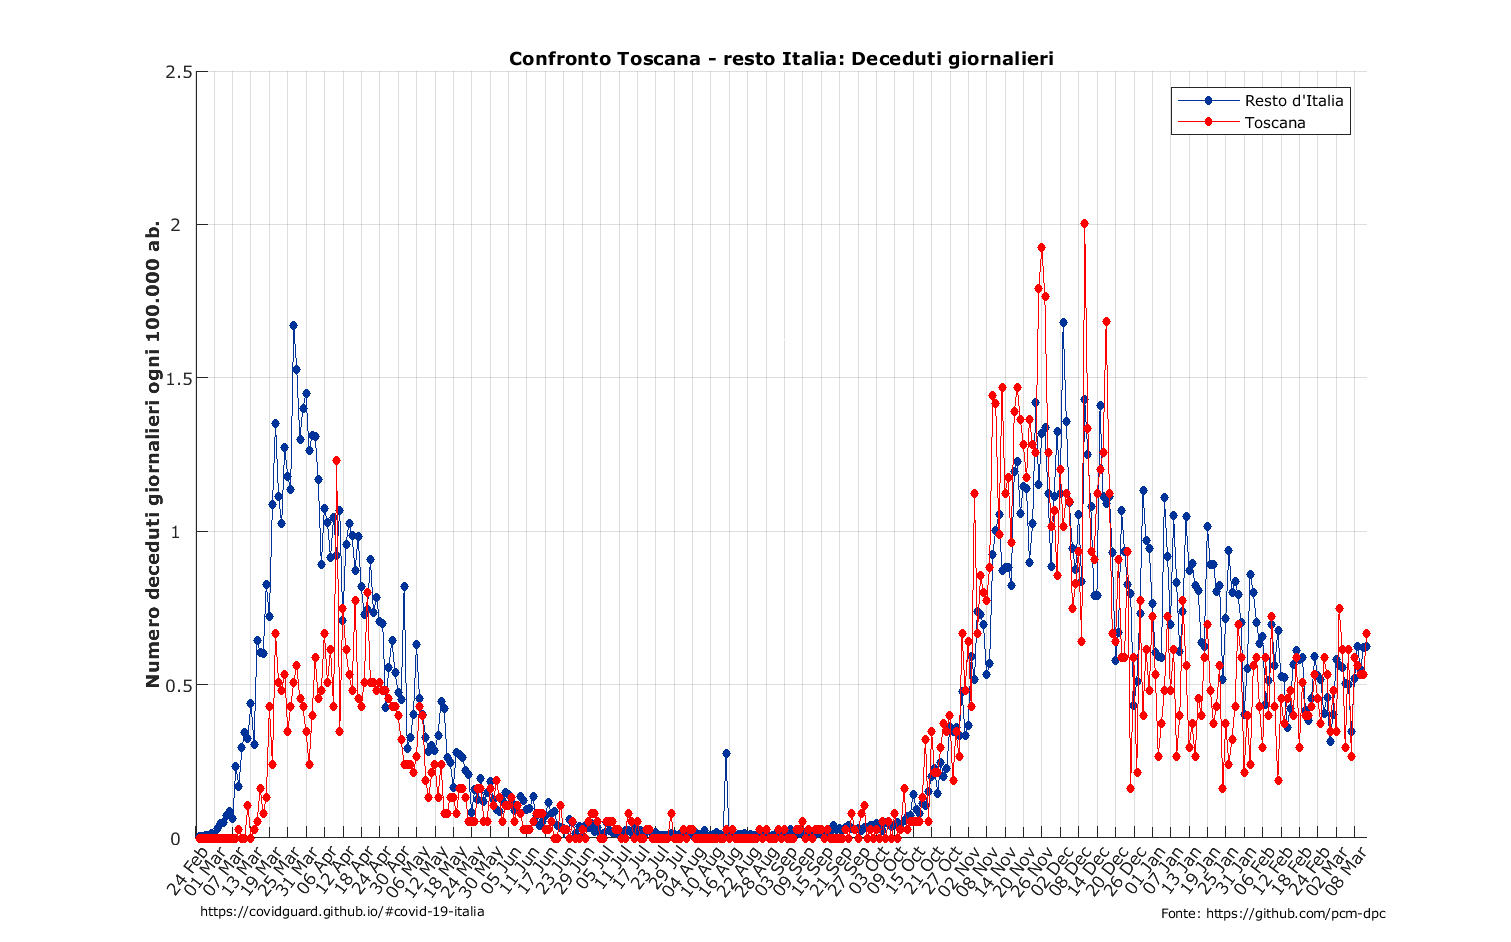 Confronto Toscana - resto Italia: Deceduti giornalieri
Numero deceduti giornalieri ogni 100.000 ab.
2.5
2
1.5
1
0.5
0
Resto d'Italia
Toscana
24 Feb
01 Mar
07 Mar
13 Mar
19 Mar
25 Mar
31 Mar
06 Apr
12 Apr
18 Apr
24 Apr
30 Apr
06 May
12 May
18 May
24 May
30 May
05 Jun
11 Jun
17 Jun
23 Jun
29 Jun
05 Jul
11 Jul
17 Jul
23 Jul
29 Jul
04 Aug
10 Aug
16 Aug
22 Aug
28 Aug
03 Sep
09 Sep
15 Sep
21 Sep
27 Sep
03 Oct
09 Oct
15 Oct
21 Oct
27 Oct
02 Nov
08 Nov
14 Nov
20 Nov
26 Nov
02 Dec
08 Dec
14 Dec
20 Dec
26 Dec
01 Jan
07 Jan
13 Jan
19 Jan
25 Jan
31 Jan
06 Feb
12 Feb
18 Feb
24 Feb
02 Mar
08 Mar
https://covidguard.github.io/#covid-19-italia
Fonte: https://github.com/pcm-dpc